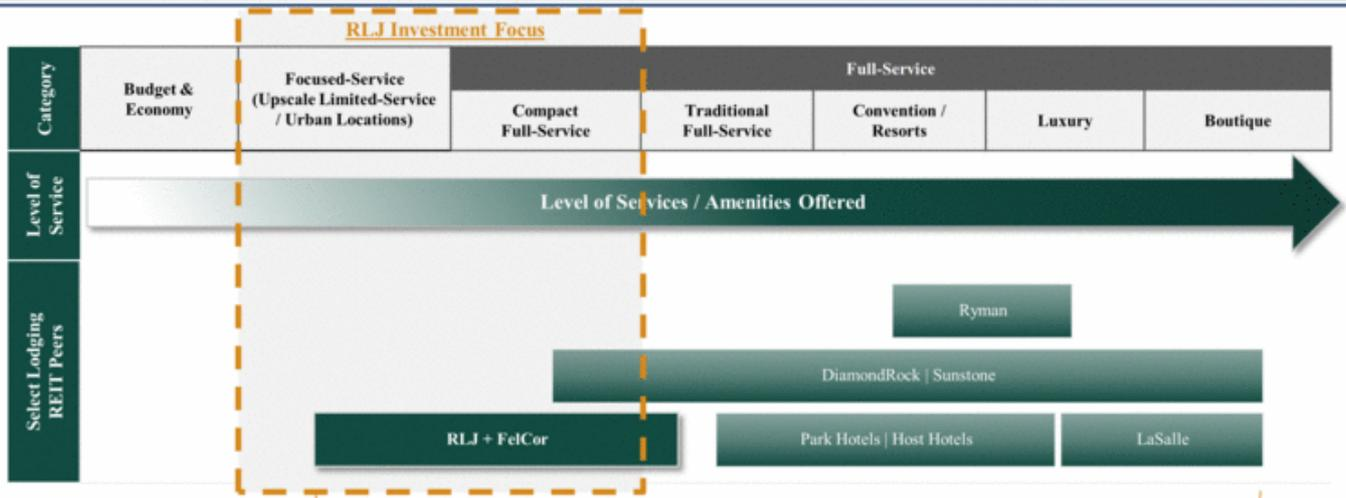 RLJ Investment Focus
Category
Budget &
Economy
Focused-Service
(Upscale Limited-Service
/ Urban Locations)
Full-Service
Compact
Full-Service
Traditional
Full-Service
Convention /
Resorts
Luxury
Boutique
Level of
Service
Level of Services / Amenities Offered
Select Lodging
REIT Peers
Ryman
DiamondRock | Sunstone
RLJ + FelCor
Park Hotels | Host Hotels
LaSalle